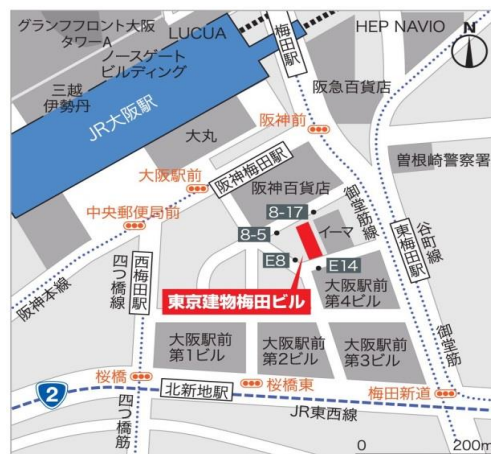 グランフロント大阪
タワーA
LUCUA
ノースゲート
ビルディング
三越
伊勢丹
JR大阪駅
大丸
梅田駅
HEP NAVIO
N
阪急百貨店
阪神前
曽根崎警察署
大阪駅前
阪神梅田駅
阪神百貨店
中央郵便局前
8-17
8-5
イーマ
御堂筋線
東梅田駅
谷町線
E8
E14
西梅田駅
四つ橋線
阪神本線
東京建物梅田ビル
大阪駅前
第4ビル
大阪駅前
第1ビル
大阪駅前
第2ビル
大阪駅前
第3ビル
御堂筋
桜橋
2
北新地駅
桜橋東
梅田新道
JR東西線
四つ橋筋
0
200m